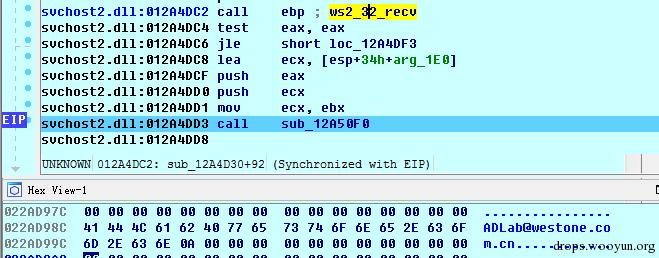 svchost2.dll:012A4DC2 call ebp ; ws2_32_recv
svchost2.dll:012A4DC4 test eax, eax
svchost2.dll:012A4DC6 jle short loc_12A4DF3
svchost2.dll:012A4DC8 lea ecx, [esp+34h+arg_1E0]
svchost2.dll:012A4DCF push eax
svchost2.dll:012A4DD0 push ecx
svchost2.dll:012A4DD1 mov ecx, ebx
EIP svchost2.dll:012A4DD3 call sub_12A50F0
svchost2.dll:012A4DD8
UNKNOWN 012A4DC2: sub_12A4D30+92 (Synchronized with EIP)
Hex View-1
022AD97C 00 00 00 00 00 00 00 00 00 00 00 00 00 00 00 00 ................
022AD98C 41 44 4C 61 62 40 77 65 73 74 6F 6E 65 2E 63 6F ADLab@westone.co
022AD99C 6D 2E 63 6E 0A 00 00 00 00 00 00 00 00 00 00 00 m.cn............
drops.wooyun.org